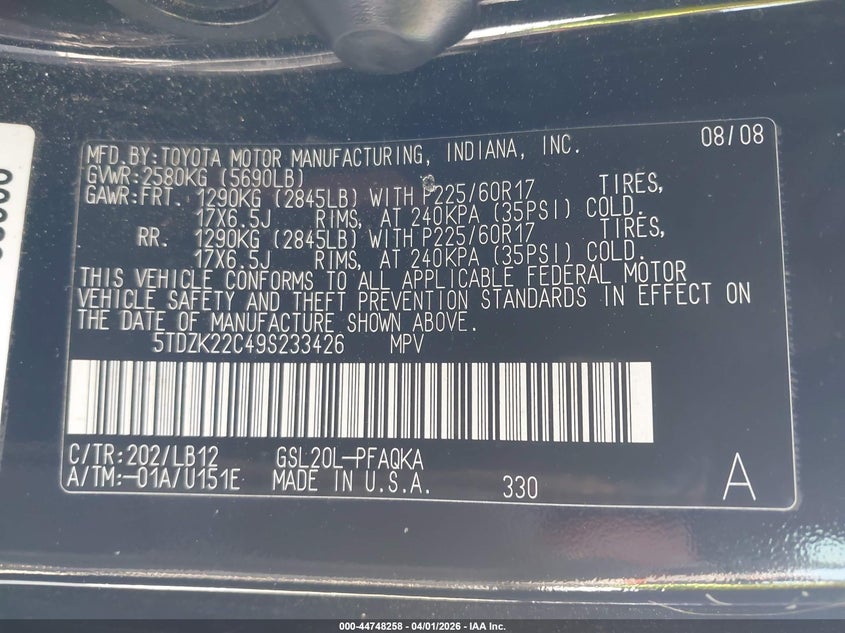 MFD.BY:TOYOTA MOTOR MANUFACTURING, INDIANA, INC. 08/08
GVWR:2580KG (5690LB)
GAWR:FRT. 1290KG (2845LB) WITH P225/60R17 TIRES,
17X6.5J RIMS, AT 240KPA (35PSI) COLD.
RR. 1290KG (2845LB) WITH P225/60R17 TIRES,
17X6.5J RIMS, AT 240KPA (35PSI) COLD.
THIS VEHICLE CONFORMS TO ALL APPLICABLE FEDERAL MOTOR
VEHICLE SAFETY AND THEFT PREVENTION STANDARDS IN EFFECT ON
THE DATE OF MANUFACTURE SHOWN ABOVE.
5TDZK22C49S233426 MPV
C/TR:202/LB12 GSL20L-PFAQKA
A/TM:-01A/U151E MADE IN U.S.A. 330 A
000-44748258 - 04/01/2026 - IAA Inc.